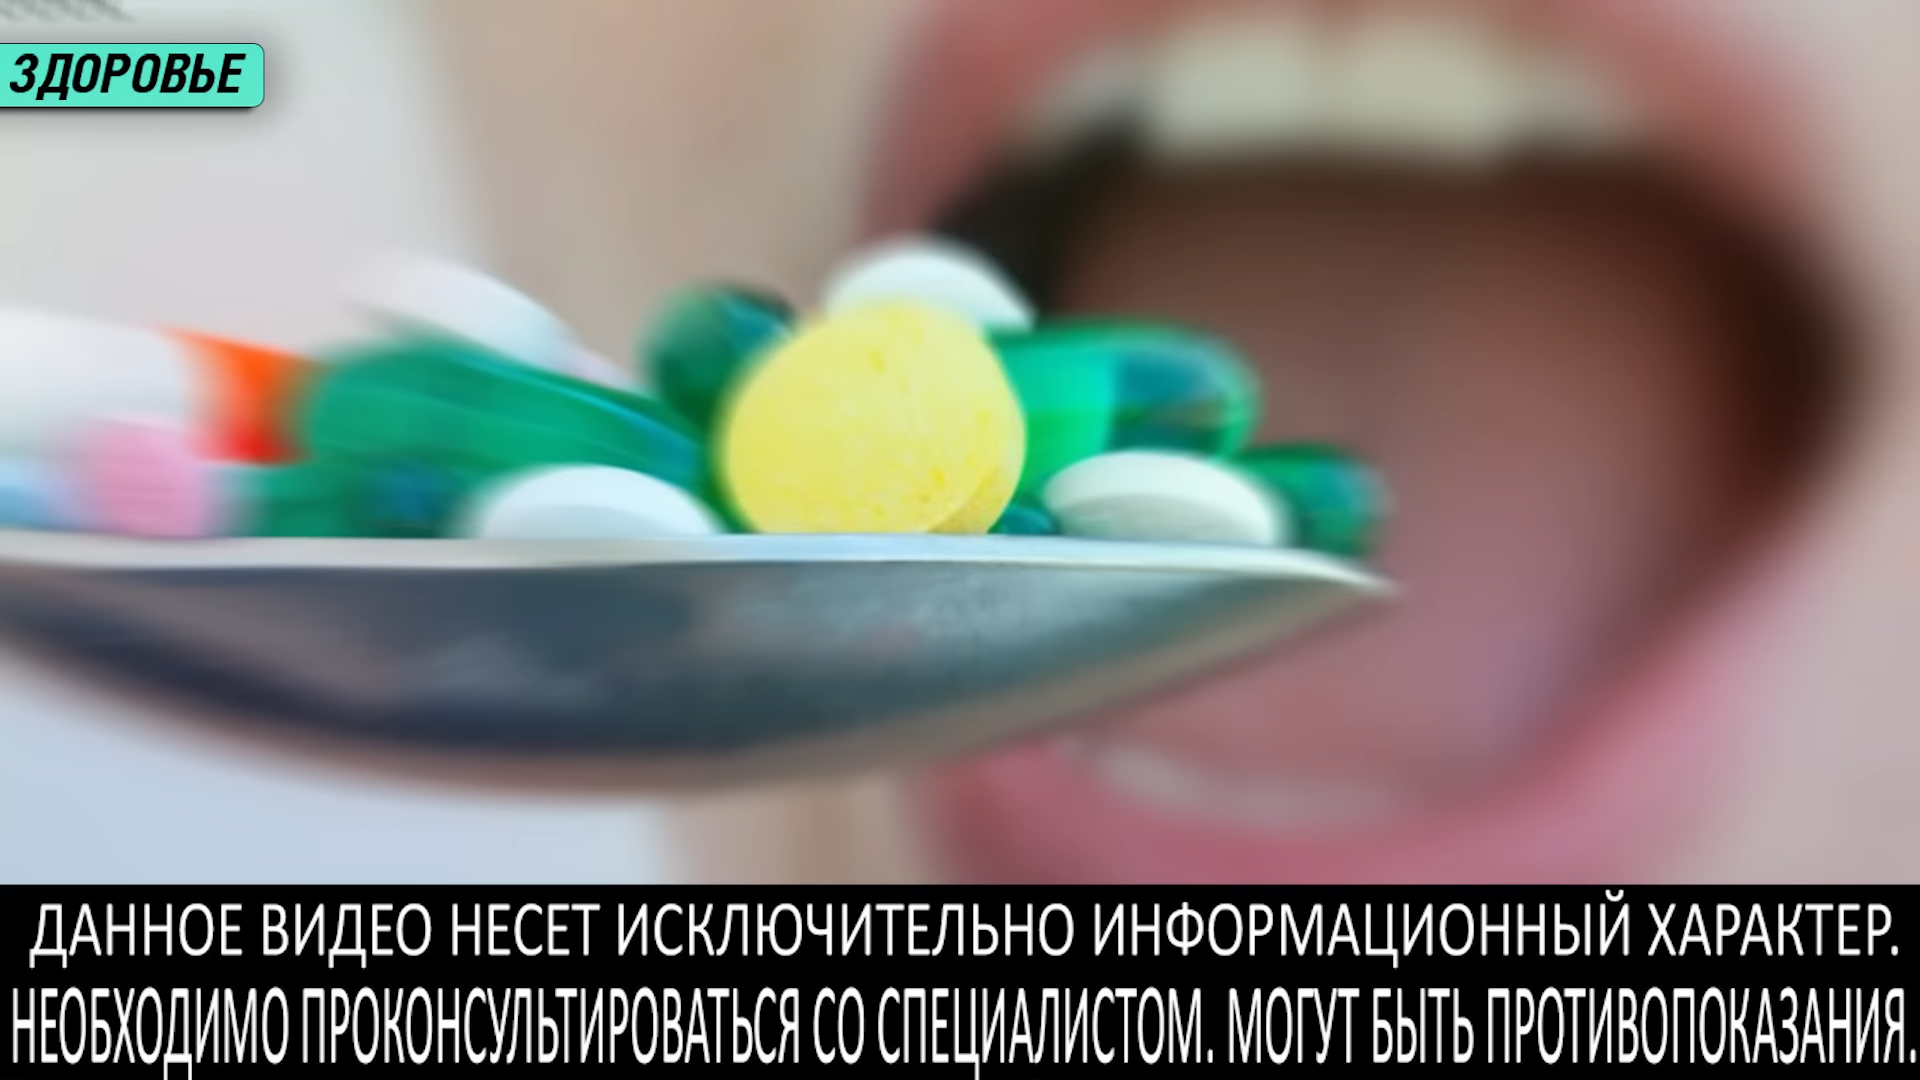 ЗДОРОВЬЕ
ДАННОЕ ВИДЕО НЕСЕТ ИСКЛЮЧИТЕЛЬНО ИНФОРМАЦИОННЫЙ ХАРАКТЕР.
НЕОБХОДИМО ПРОКОНСУЛЬТИРОВАТЬСЯ СО СПЕЦИАЛИСТОМ. МОГУТ БЫТЬ ПРОТИВОПОКАЗАНИЯ.